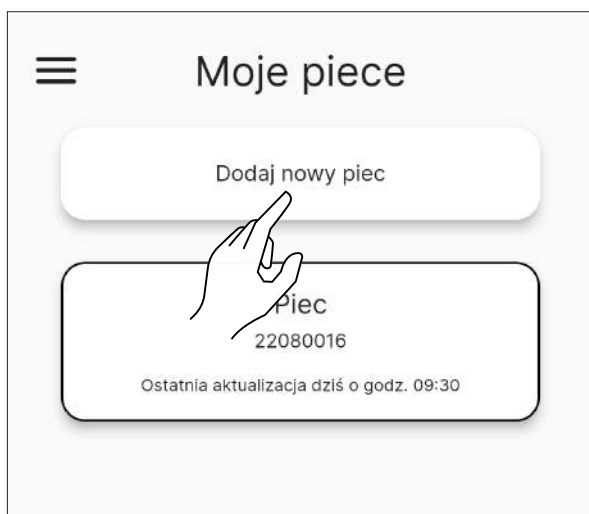 Moje piece
Dodaj nowy piec
Piec
22080016
Ostatnia aktualizacja dziś o godz. 09:30